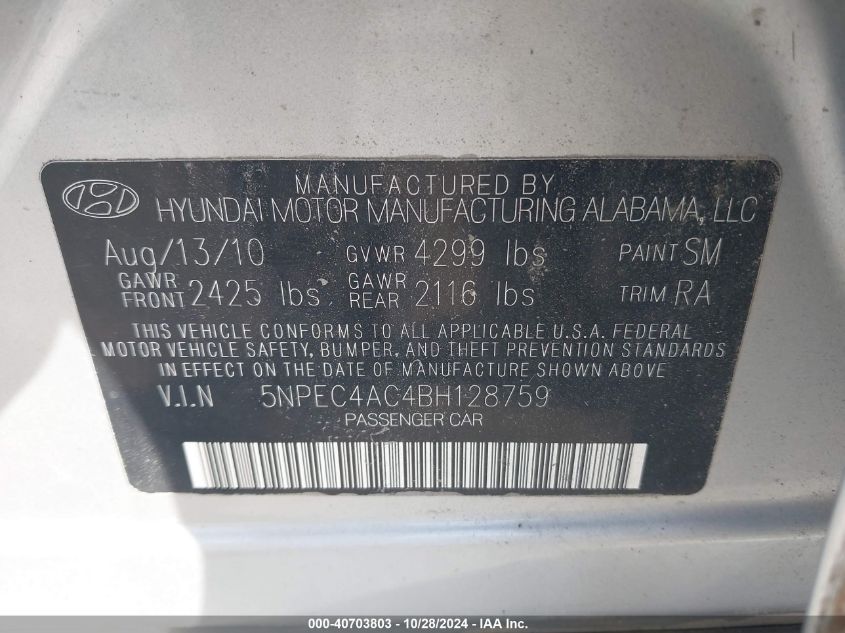 MANUFACTURED BY
HYUNDAI MOTOR MANUFACTURING ALABAMA, LLC
Aug/13/10 GVWR 4299 lbs PAINT SM
GAWR FRONT 2425 lbs GAWR REAR 2116 lbs TRIM RA
THIS VEHICLE CONFORMS TO ALL APPLICABLE U.S.A. FEDERAL
MOTOR VEHICLE SAFETY, BUMPER, AND THEFT PREVENTION STANDARDS
IN EFFECT ON THE DATE OF MANUFACTURE SHOWN ABOVE
V.I.N 5NPEC4AC4BH128759
PASSENGER CAR
000-40703803 - 10/28/2024 - IAA Inc.